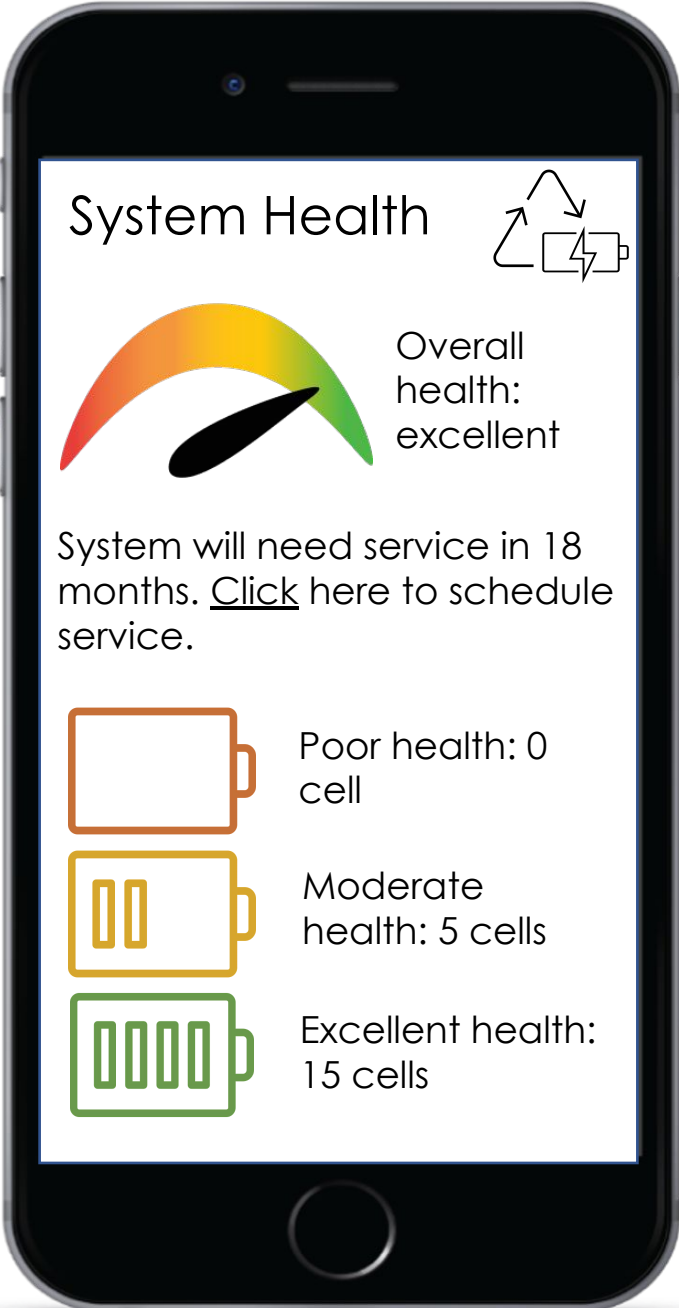 System Health
Overall
health:
excellent
System will need service in 18
months. Click here to schedule
service.
Poor health: 0
cell
Moderate
health: 5 cells
Excellent health:
15 cells